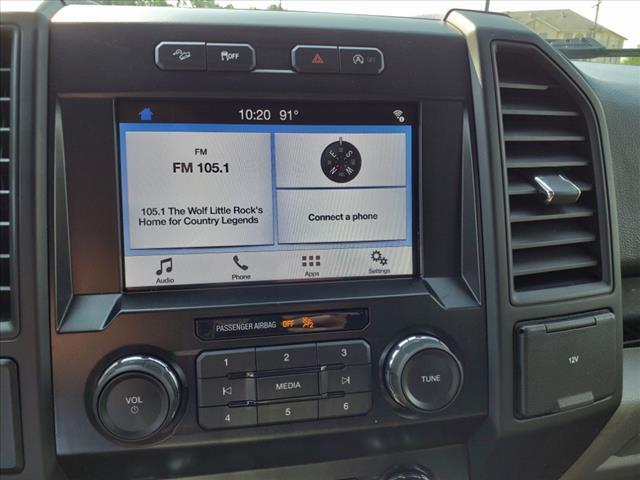 OFF
OFF
10:20 91°
FM
FM 105.1
105.1 The Wolf Little Rock's
Home for Country Legends
E S
N W
Connect a phone
Audio
Phone
Apps
Settings
PASSENGER AIRBAG OFF
1 2 3
VOL
MEDIA
TUNE
4 5 6
12V